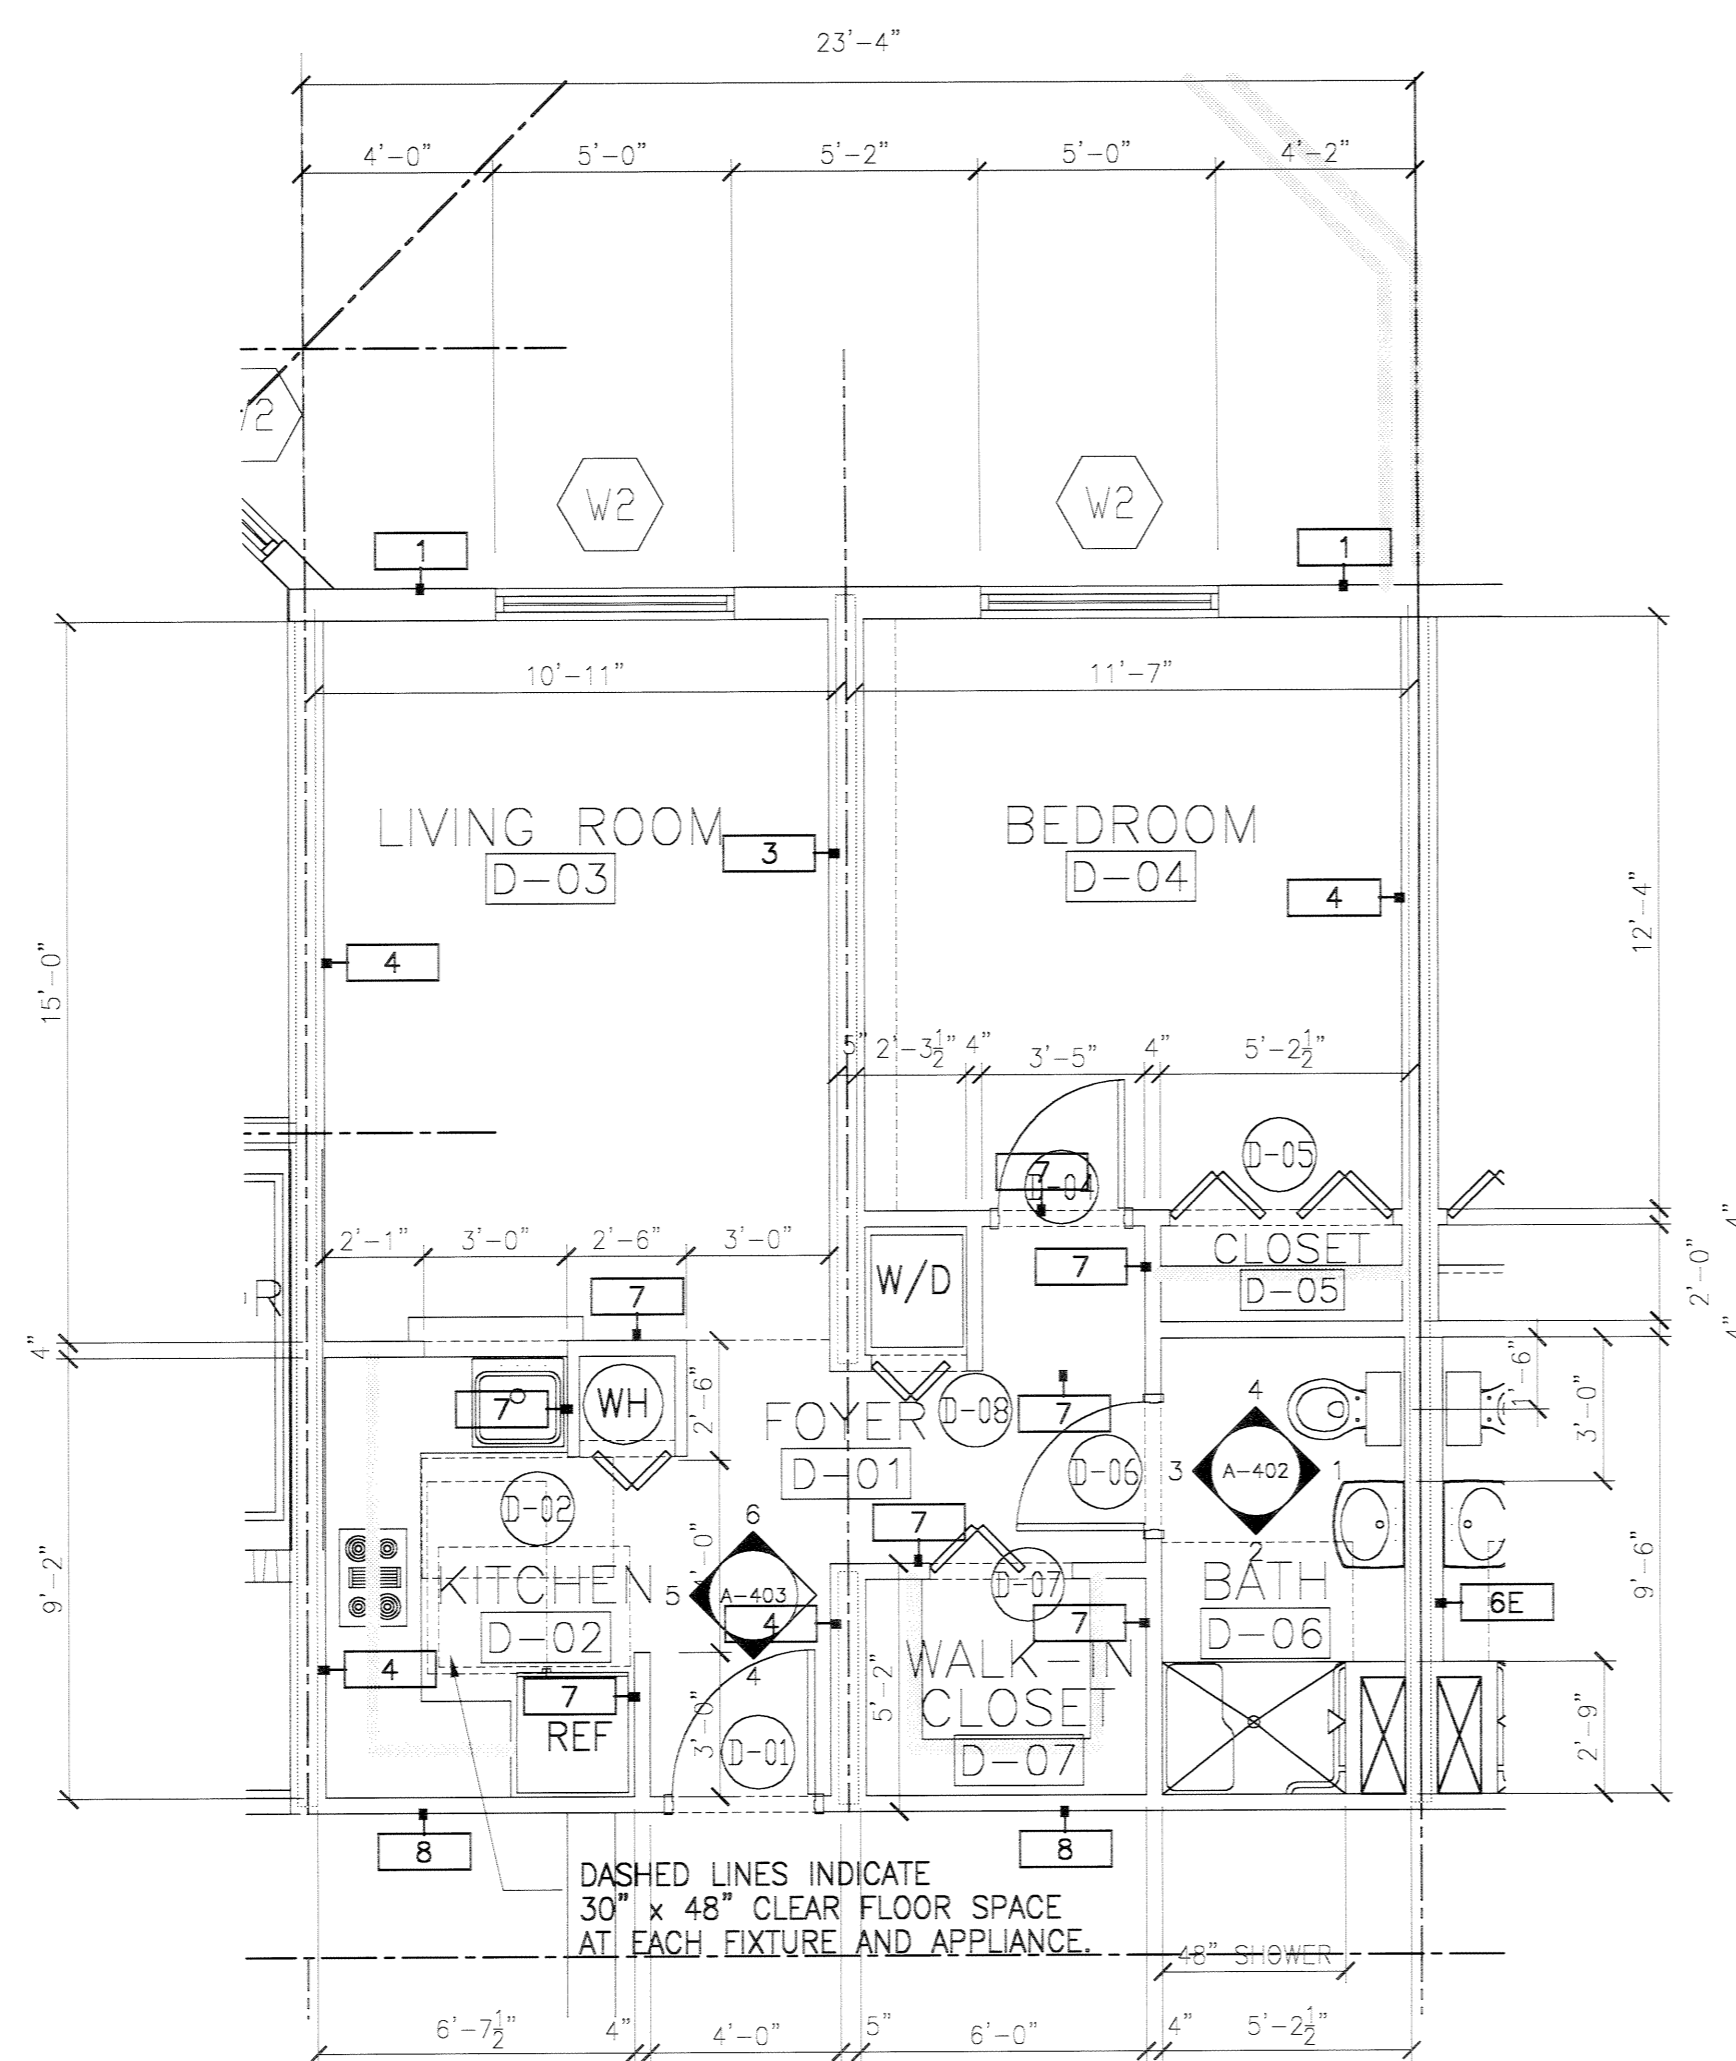 23'-4"
4'-0" 5'-0" 5'-2" 5'-0" 4'-2"
W2 W2
1 1
10'-11" 11'-7"
LIVING ROOM
D-03
3
BEDROOM
D-04
4
4
15'-0"
12'-4"
5" 2'-3½" 4" 3'-5" 4" 5'-2½"
D-05
7
D-04
2'-1" 3'-0" 2'-6" 3'-0"
7
W/D
7
CLOSET
D-05
4"
2'-0"
4"
4"
7
WH
2'-6"
FOYER
D-01
D-08
7
D-06
4
3 A-402 1
2
1'-6"
3'-0"
D-02
KITCHEN
D-02
6
5 A-403
4
4
7
D-07
7
WALK-IN
CLOSET
D-07
BATH
D-06
6E
9'-2"
9'-6"
4
7
REF
3'-0"
D-01
5'-2"
2'-9"
8 8
DASHED LINES INDICATE
30" x 48" CLEAR FLOOR SPACE
AT EACH FIXTURE AND APPLIANCE.
48" SHOWER
6'-7½" 4" 4'-0" 5" 6'-0" 4" 5'-2½"